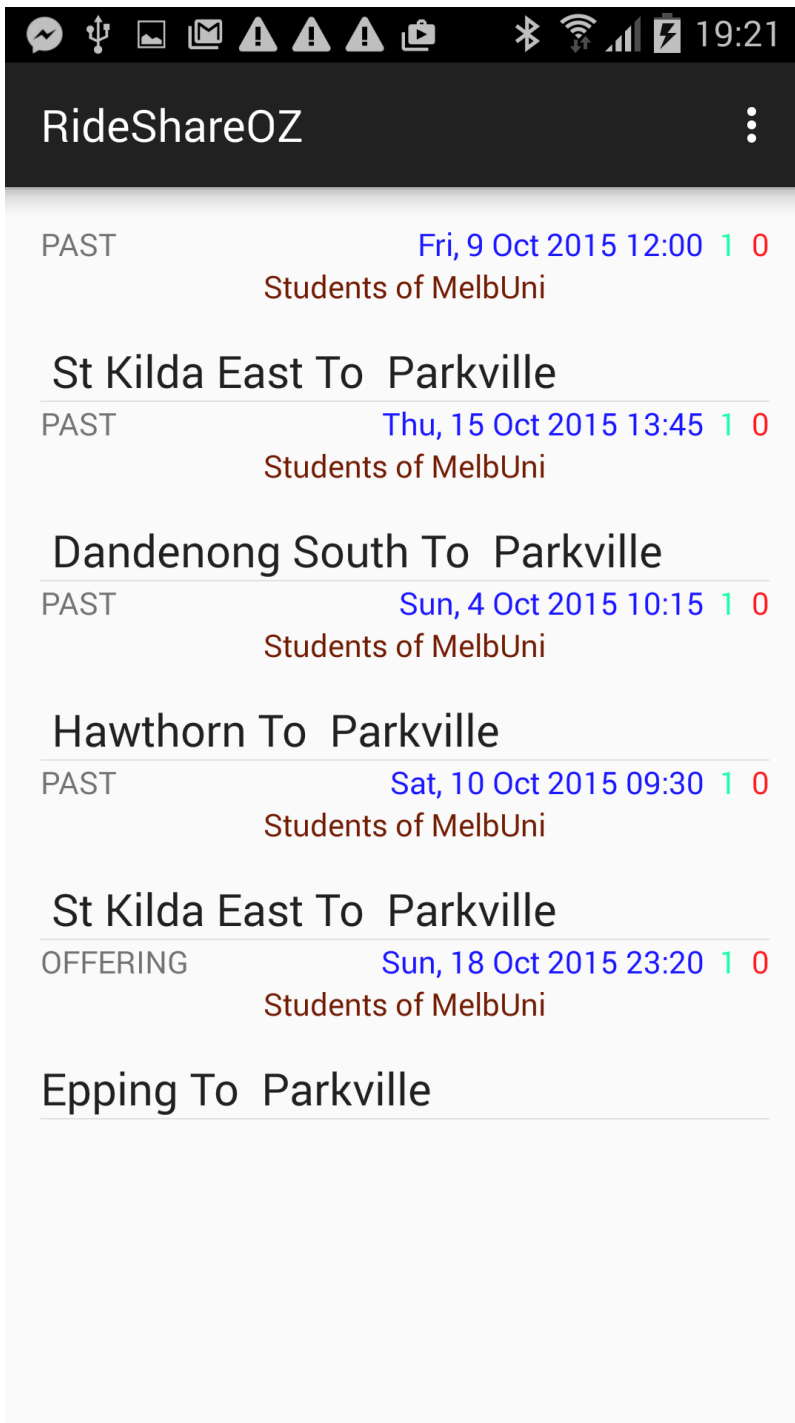 19:21
RideShareOZ
PAST Fri, 9 Oct 2015 12:00 1 0
Students of MelbUni
St Kilda East To Parkville
PAST Thu, 15 Oct 2015 13:45 1 0
Students of MelbUni
Dandenong South To Parkville
PAST Sun, 4 Oct 2015 10:15 1 0
Students of MelbUni
Hawthorn To Parkville
PAST Sat, 10 Oct 2015 09:30 1 0
Students of MelbUni
St Kilda East To Parkville
OFFERING Sun, 18 Oct 2015 23:20 1 0
Students of MelbUni
Epping To Parkville